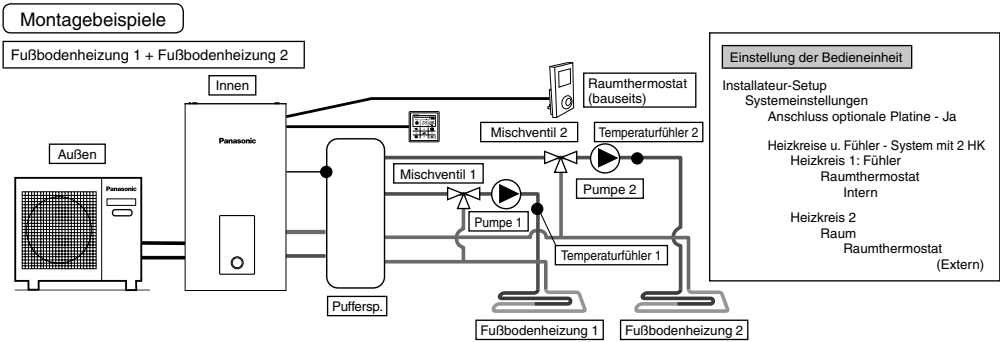 Montagebeispiele
Fußbodenheizung 1 + Fußbodenheizung 2
Innen
Außen
Panasonic
Panasonic
Raumthermostat
(bauseits)
Mischventil 2
Temperaturfühler 2
Mischventil 1
Pumpe 2
Pumpe 1
Temperaturfühler 1
Puffersp.
Fußbodenheizung 1
Fußbodenheizung 2
Einstellung der Bedieneinheit
Installateur-Setup
Systemeinstellungen
Anschluss optionale Platine - Ja
Heizkreise u. Fühler - System mit 2 HK
Heizkreis 1: Fühler
Raumthermostat
Intern
Heizkreis 2
Raum
Raumthermostat
(Extern)